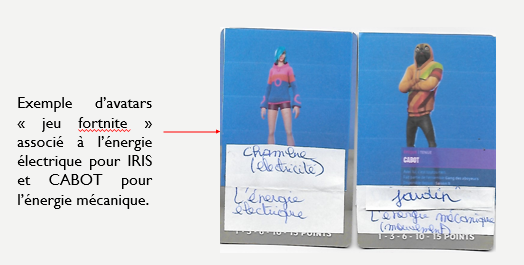 Exemple d'avatars
« jeu fortnite »
associé à l'énergie
électrique pour IRIS
et CABOT pour
l'énergie mécanique.
chambre
(électricité)
L'énergie
électrique
1 - 3 - 6 - 10 - 15 POINTS
CABOT
Jardin
L'énergie mécanique
(mouvement)
1 - 3 - 6 - 10 - 15 POINTS